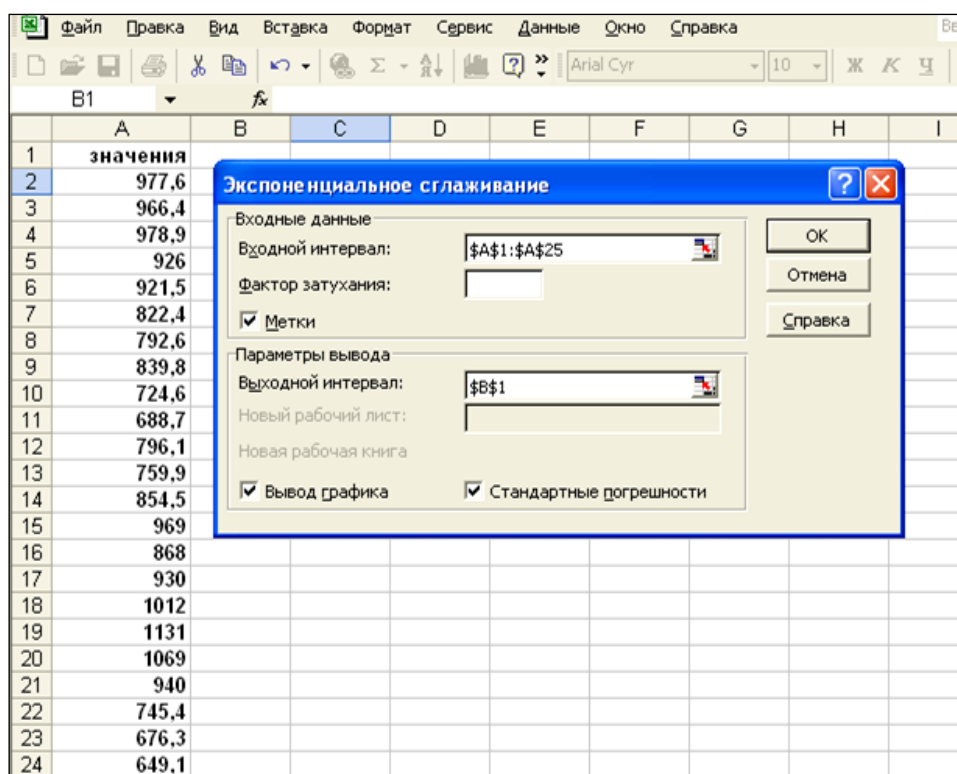 Файл Правка Вид Вставка Формат Сервис Данные Окно Справка
Arial Cyr 10 Ж К Ч
B1 fx
A B C D E F G H I
1 значения
2 977,6
3 966,4
4 978,9
5 926
6 921,5
7 822,4
8 792,6
9 839,8
10 724,6
11 688,7
12 796,1
13 759,9
14 854,5
15 969
16 868
17 930
18 1012
19 1131
20 1069
21 940
22 745,4
23 676,3
24 649,1
Экспоненциальное сглаживание
Входные данные
Входной интервал: $A$1:$A$25
Фактор затухания:
Метки
OK
Отмена
Справка
Параметры вывода
Выходной интервал: $B$1
Новый рабочий лист:
Новая рабочая книга
Вывод графика Стандартные погрешности